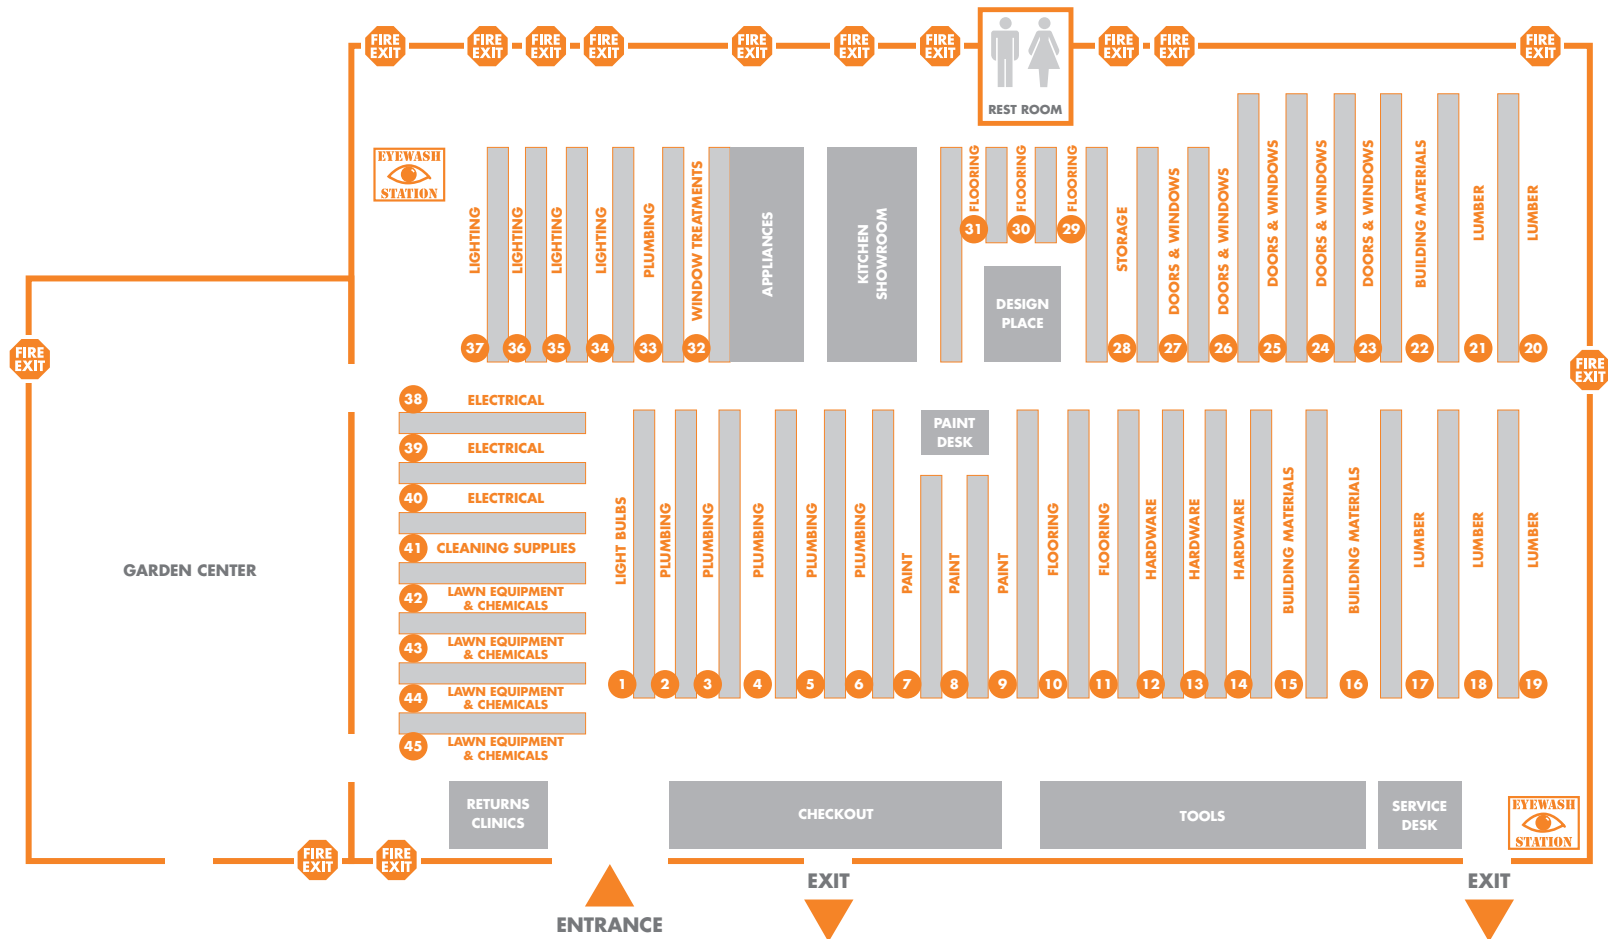 FIRE
EXIT
FIRE
EXIT
FIRE
EXIT
FIRE
EXIT
FIRE
EXIT
FIRE
EXIT
FIRE
EXIT
REST ROOM
FIRE
EXIT
FIRE
EXIT
FIRE
EXIT
EYEWASH
STATION
LIGHTING
37
LIGHTING
36
LIGHTING
35
LIGHTING
34
PLUMBING
33
WINDOW TREATMENTS
32
APPLIANCES
KITCHEN
SHOWROOM
FLOORING
31
FLOORING
30
FLOORING
29
DESIGN
PLACE
STORAGE
28
DOORS & WINDOWS
27
DOORS & WINDOWS
26
DOORS & WINDOWS
25
DOORS & WINDOWS
24
DOORS & WINDOWS
23
BUILDING MATERIALS
22
LUMBER
21
LUMBER
20
FIRE
EXIT
FIRE
EXIT
38
ELECTRICAL
39
ELECTRICAL
40
ELECTRICAL
41
CLEANING SUPPLIES
42
LAWN EQUIPMENT
& CHEMICALS
43
LAWN EQUIPMENT
& CHEMICALS
44
LAWN EQUIPMENT
& CHEMICALS
45
LAWN EQUIPMENT
& CHEMICALS
GARDEN CENTER
LIGHT BULBS
1
PLUMBING
2
PLUMBING
3
PLUMBING
4
PLUMBING
5
PLUMBING
6
PAINT
DESK
PAINT
7
PAINT
8
PAINT
9
FLOORING
10
FLOORING
11
HARDWARE
12
HARDWARE
13
HARDWARE
14
BUILDING MATERIALS
15
BUILDING MATERIALS
16
LUMBER
17
LUMBER
18
LUMBER
19
RETURNS
CLINICS
CHECKOUT
TOOLS
SERVICE
DESK
EYEWASH
STATION
FIRE
EXIT
FIRE
EXIT
ENTRANCE
EXIT
EXIT